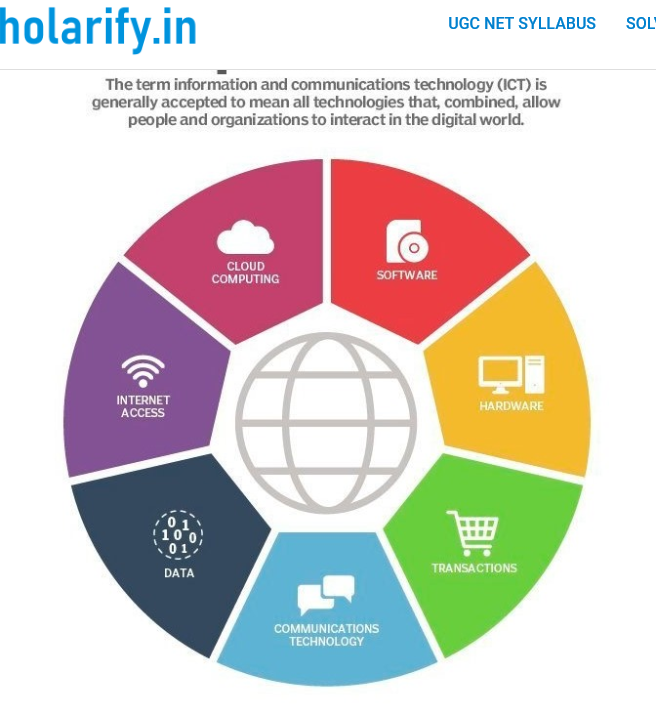 holarify.in
UGC NET SYLLABUS
SOL
The term information and communications technology (ICT) is
generally accepted to mean all technologies that, combined, allow
people and organizations to interact in the digital world.
CLOUD
COMPUTING
SOFTWARE
INTERNET
ACCESS
HARDWARE
0 1
1 0 0
0 1
DATA
TRANSACTIONS
COMMUNICATIONS
TECHNOLOGY